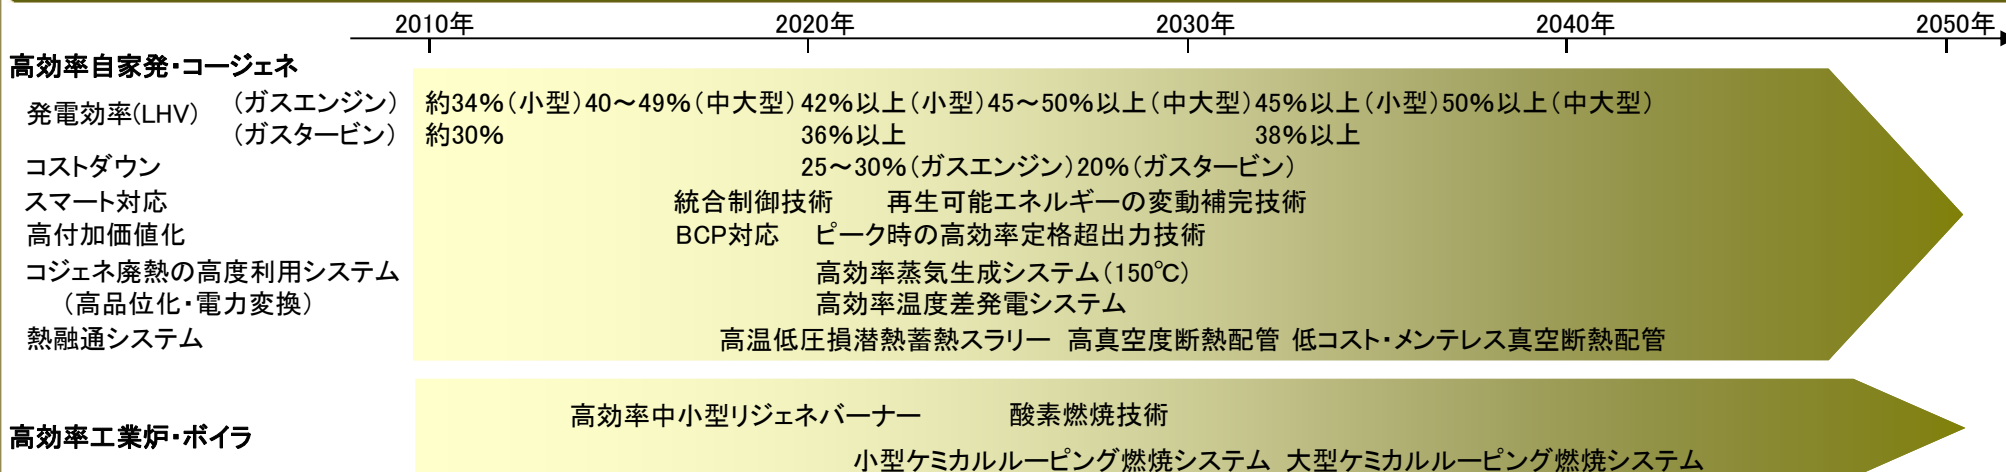 2010年 2020年 2030年 2040年 2050年
高効率自家発・コージェネ
発電効率(LHV) (ガスエンジン) 約34%(小型)40～49%(中大型) 42%以上(小型)45～50%以上(中大型) 45%以上(小型)50%以上(中大型)
(ガスタービン) 約30% 36%以上 38%以上
コストダウン 25～30%(ガスエンジン)20%(ガスタービン)
スマート対応 統合制御技術 再生可能エネルギーの変動補完技術
高付加価値化 BCP対応 ピーク時の高効率定格超出力技術
コジェネ廃熱の高度利用システム 高効率蒸気生成システム(150℃)
(高品位化・電力変換) 高効率温度差発電システム
熱融通システム 高温低圧損潜熱蓄熱スラリー 高真空度断熱配管 低コスト・メンテレス真空断熱配管
高効率中小型リジェネバーナー 酸素燃焼技術
高効率工業炉・ボイラ
小型ケミカルルーピング燃焼システム 大型ケミカルルーピング燃焼システム